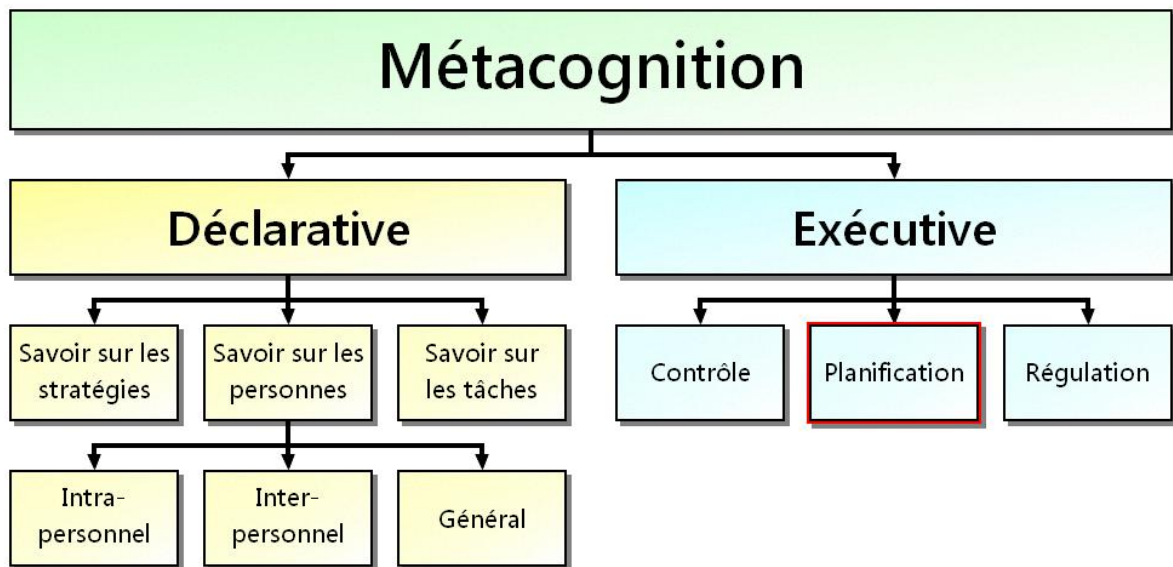 Métacognition
Déclarative
Exécutive
Savoir sur les
stratégies
Savoir sur les
personnes
Savoir sur
les tâches
Contrôle
Planification
Régulation
Intra-
personnel
Inter-
personnel
Général